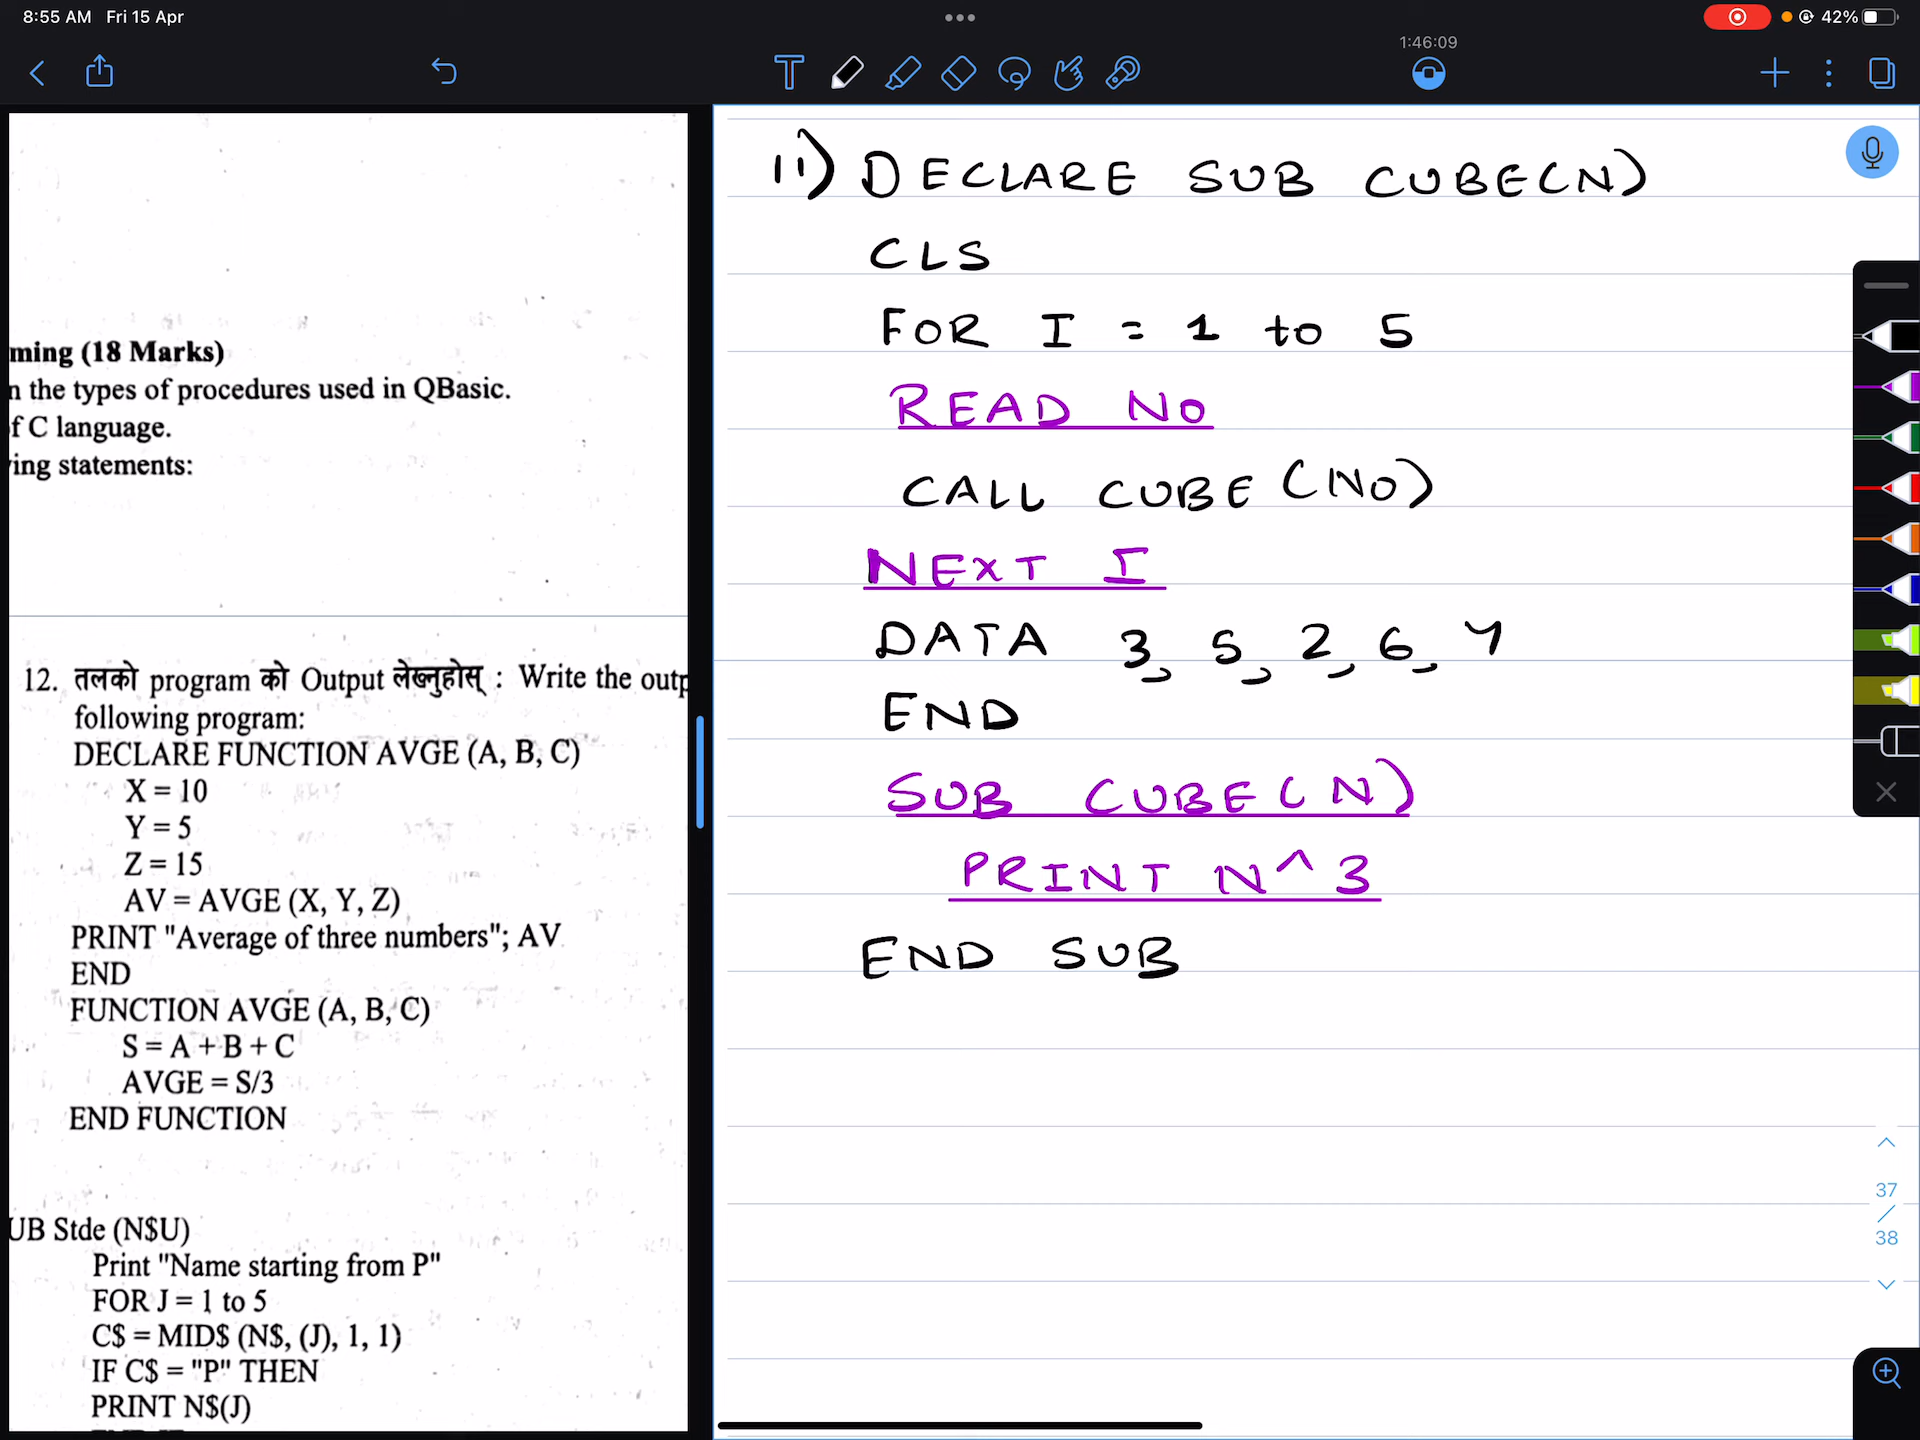 8:55 AM Fri 15 Apr
42%
1:46:09
ming (18 Marks)
n the types of procedures used in QBasic.
f C language.
ing statements:
12. तलको program को Output लेख्नुहोस् : Write the outp
following program:
DECLARE FUNCTION AVGE (A, B, C)
X = 10
Y = 5
Z = 15
AV = AVGE (X, Y, Z)
PRINT "Average of three numbers"; AV
END
FUNCTION AVGE (A, B, C)
S = A + B + C
AVGE = S/3
END FUNCTION
UB Stde (N$U)
Print "Name starting from P"
FOR J = 1 to 5
C$ = MID$ (N$, (J), 1, 1)
IF C$ = "P" THEN
PRINT N$(J)
11) DECLARE SUB CUBE(N)
CLS
FOR I = 1 to 5
READ NO
CALL CUBE (NO)
NEXT I
DATA 3, 5, 2, 6, 4
END
SUB CUBE(N)
PRINT N^3
END SUB
37
/
38